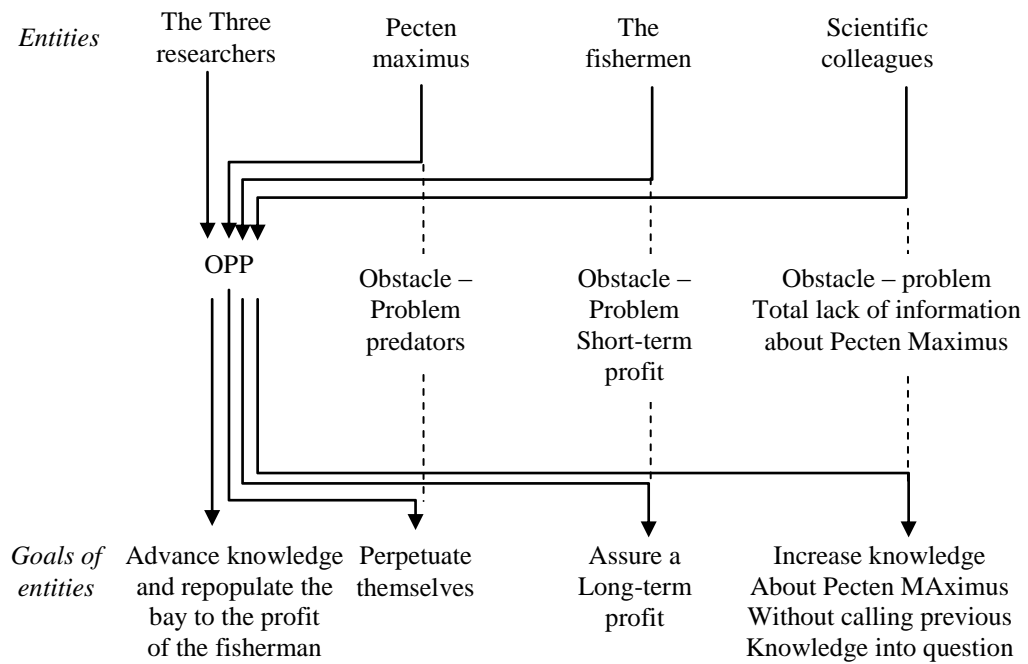 Entities
The Three
researchers
Pecten
maximus
The
fishermen
Scientific
colleagues
OPP
Obstacle –
Problem
predators
Obstacle –
Problem
Short-term
profit
Obstacle – problem
Total lack of information
about Pecten Maximus
Goals of
entities
Advance knowledge
and repopulate the
bay to the profit
of the fisherman
Perpetuate
themselves
Assure a
Long-term
profit
Increase knowledge
About Pecten MAximus
Without calling previous
Knowledge into question